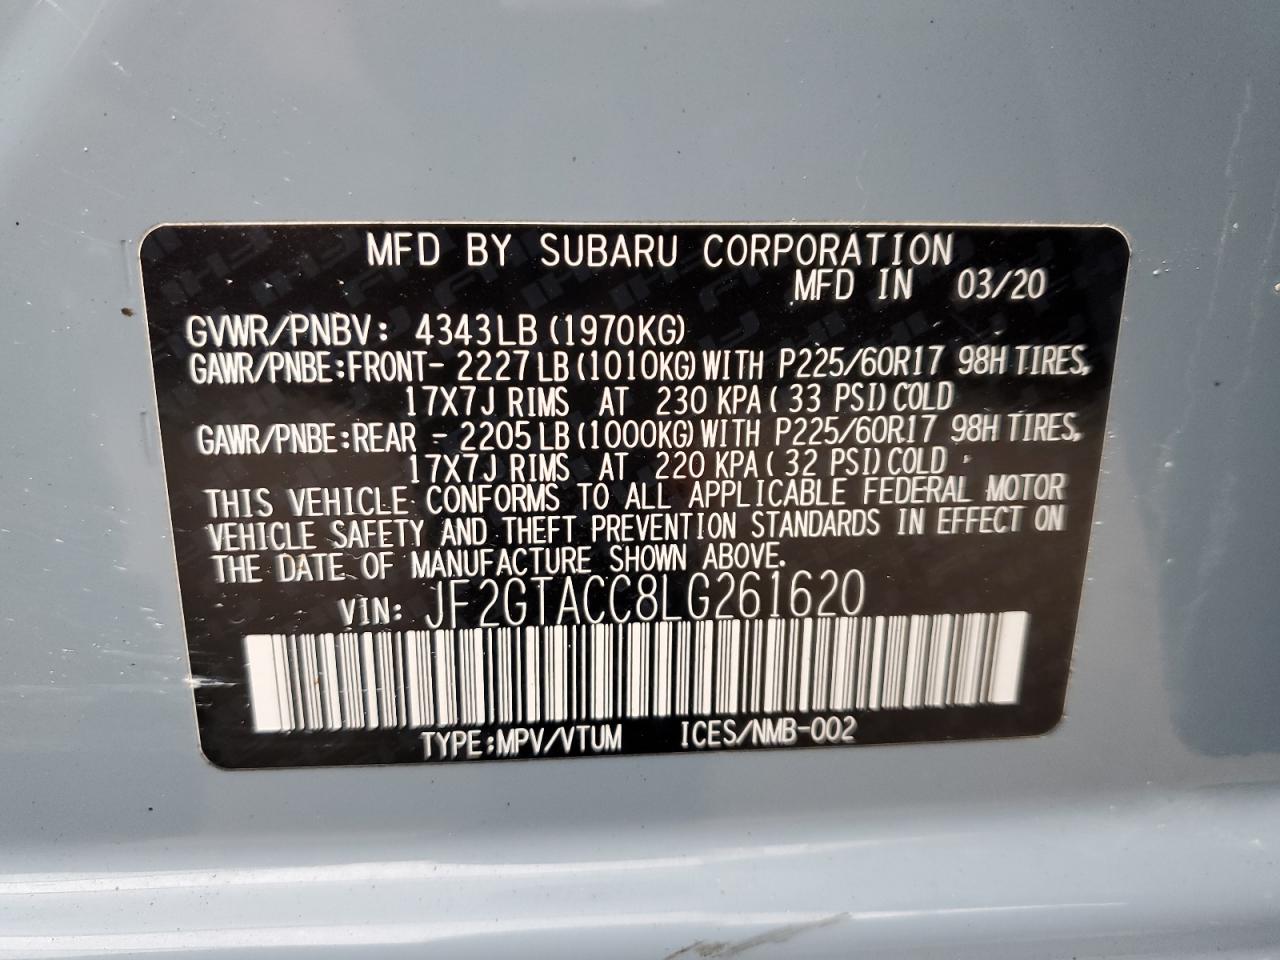 MFD BY SUBARU CORPORATION
MFD IN 03/20
GVWR/PNBV: 4343LB (1970KG)
GAWR/PNBE:FRONT- 2227LB (1010KG) WITH P225/60R17 98H TIRES,
17X7J RIMS AT 230 KPA ( 33 PSI) COLD
GAWR/PNBE:REAR - 2205LB (1000KG) WITH P225/60R17 98H TIRES,
17X7J RIMS AT 220 KPA ( 32 PSI) COLD
THIS VEHICLE CONFORMS TO ALL APPLICABLE FEDERAL MOTOR
VEHICLE SAFETY AND THEFT PREVENTION STANDARDS IN EFFECT ON
THE DATE OF MANUFACTURE SHOWN ABOVE.
VIN: JF2GTACC8LG261620
TYPE:MPV/VTUM ICES/NMB-002